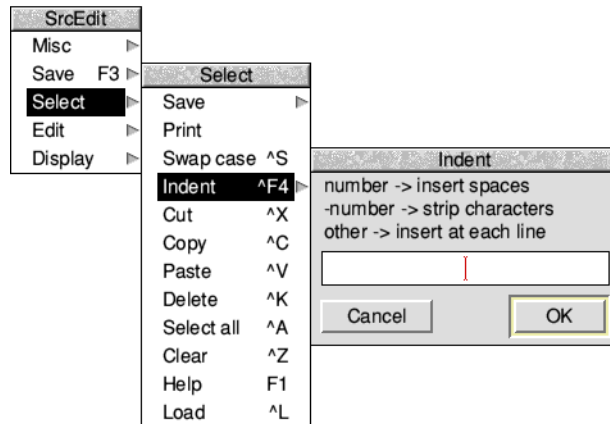 SrcEdit
Misc
Save F3
Select
Edit
Display
Select
Save
Print
Swap case ^S
Indent ^F4
Cut ^X
Copy ^C
Paste ^V
Delete ^K
Select all ^A
Clear ^Z
Help F1
Load ^L
Indent
number -> insert spaces
-number -> strip characters
other -> insert at each line
Cancel OK